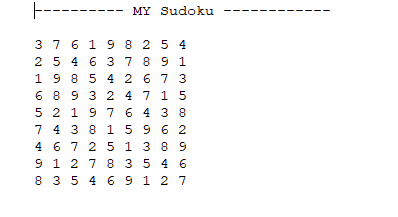 |---------- MY Sudoku ------------
3 7 6 1 9 8 2 5 4
2 5 4 6 3 7 8 9 1
1 9 8 5 4 2 6 7 3
6 8 9 3 2 4 7 1 5
5 2 1 9 7 6 4 3 8
7 4 3 8 1 5 9 6 2
4 6 7 2 5 1 3 8 9
9 1 2 7 8 3 5 4 6
8 3 5 4 6 9 1 2 7